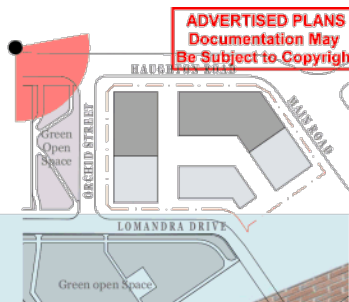 ADVERTISED PLANS
Documentation May
Be Subject to Copyrigh
HAUGHTON ROAD
ORCHID STREET
Green
Open
Space
MAIN ROAD
LOMANDRA DRIVE
Green open Space